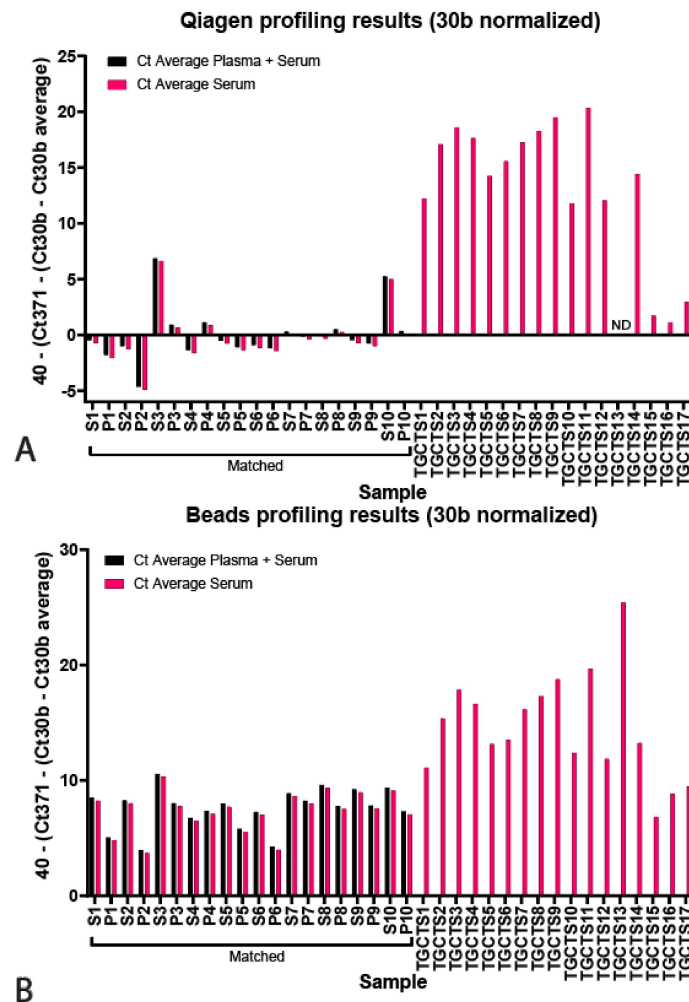 Qiagen profiling results (30b normalized)
40 - (Ct371 - (Ct30b - Ct30b average)
25
20
15
10
5
0
-5
Ct Average Plasma + Serum
Ct Average Serum
ND
S1 P1 S2 P2 S3 P3 S4 P4 S5 P5 S6 P6 S7 P7 S8 P8 S9 P9 S10 P10 TGCTS1 TGCTS2 TGCTS3 TGCTS4 TGCTS5 TGCTS6 TGCTS7 TGCTS8 TGCTS9 TGCTS10 TGCTS11 TGCTS12 TGCTS13 TGCTS14 TGCTS15 TGCTS16 TGCTS17
Matched
A
Sample
Beads profiling results (30b normalized)
40 - (Ct371 - (Ct30b - Ct30b average)
30
20
10
0
Ct Average Plasma + Serum
Ct Average Serum
S1 P1 S2 P2 S3 P3 S4 P4 S5 P5 S6 P6 S7 P7 S8 P8 S9 P9 S10 P10 TGCTS1 TGCTS2 TGCTS3 TGCTS4 TGCTS5 TGCTS6 TGCTS7 TGCTS8 TGCTS9 TGCTS10 TGCTS11 TGCTS12 TGCTS13 TGCTS14 TGCTS15 TGCTS16 TGCTS17
Matched
Sample
B